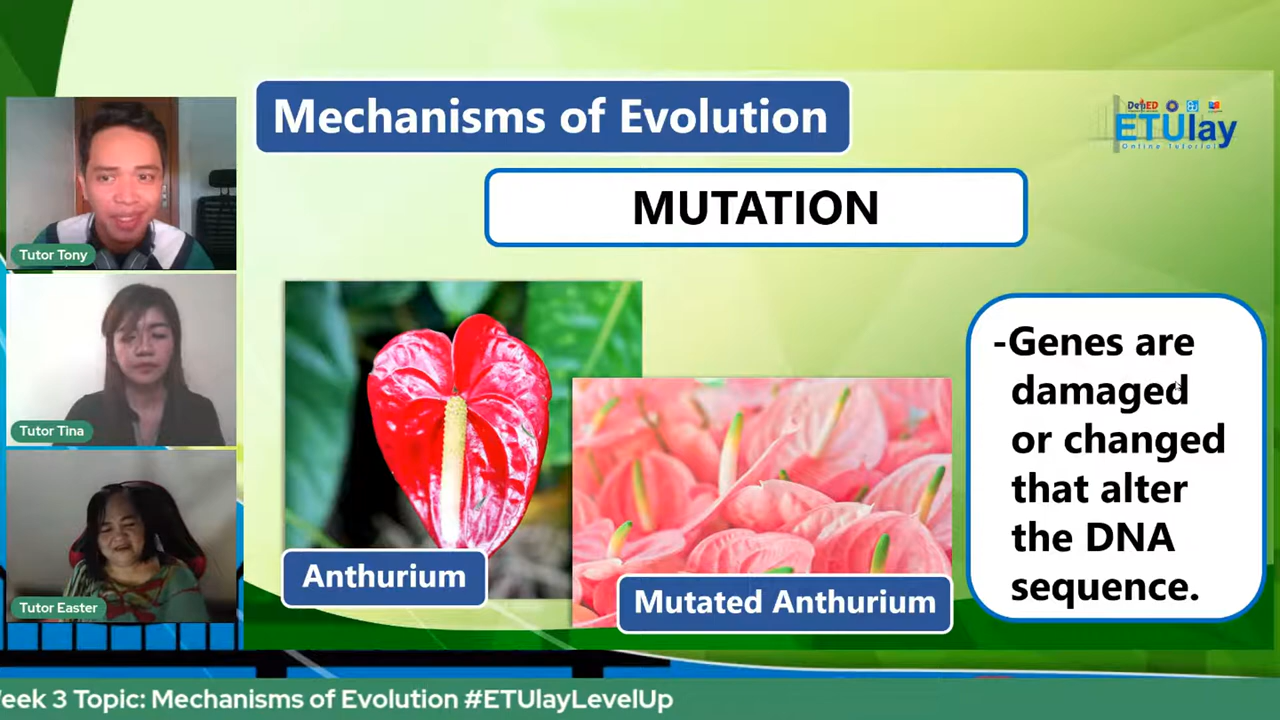 Mechanisms of Evolution
DepED
ETUlay
Online Tutorial
MUTATION
Tutor Tony
Tutor Tina
Tutor Easter
Anthurium
Mutated Anthurium
-Genes are
damaged
or changed
that alter
the DNA
sequence.
eek 3 Topic: Mechanisms of Evolution #ETUlayLevelUp